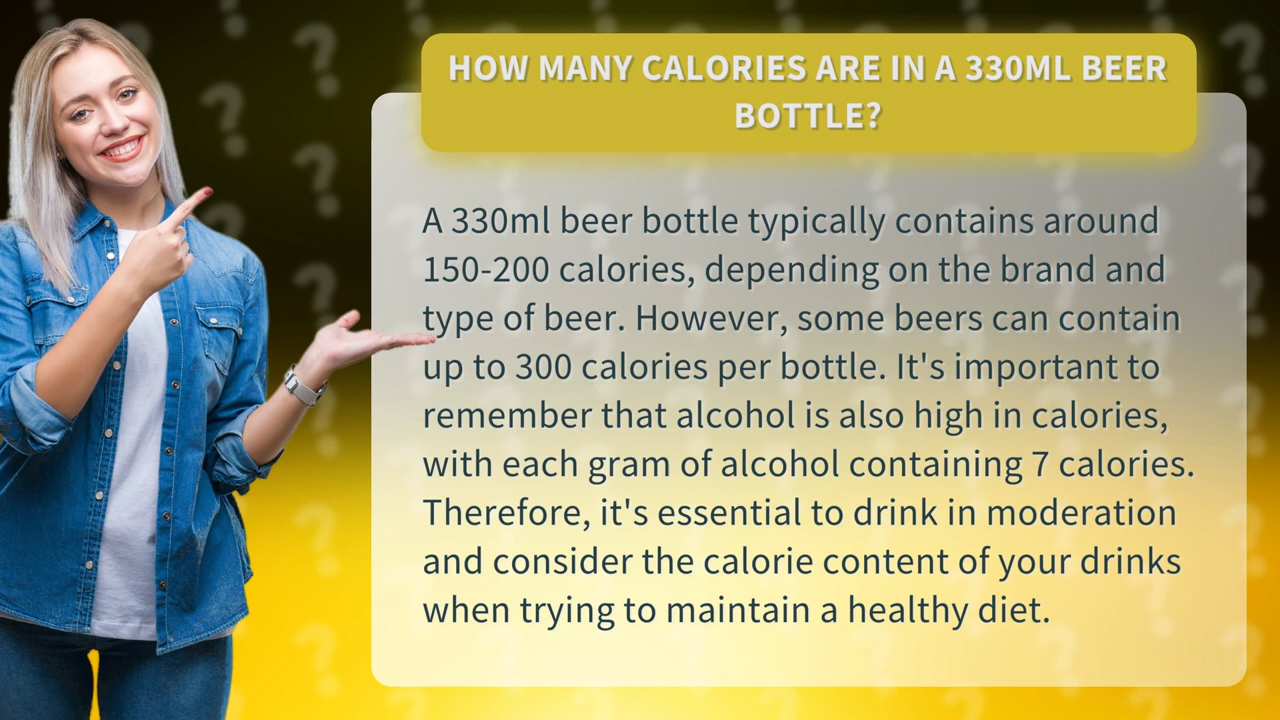 HOW MANY CALORIES ARE IN A 330ML BEER
BOTTLE?
A 330ml beer bottle typically contains around
150-200 calories, depending on the brand and
type of beer. However, some beers can contain
up to 300 calories per bottle. It's important to
remember that alcohol is also high in calories,
with each gram of alcohol containing 7 calories.
Therefore, it's essential to drink in moderation
and consider the calorie content of your drinks
when trying to maintain a healthy diet.